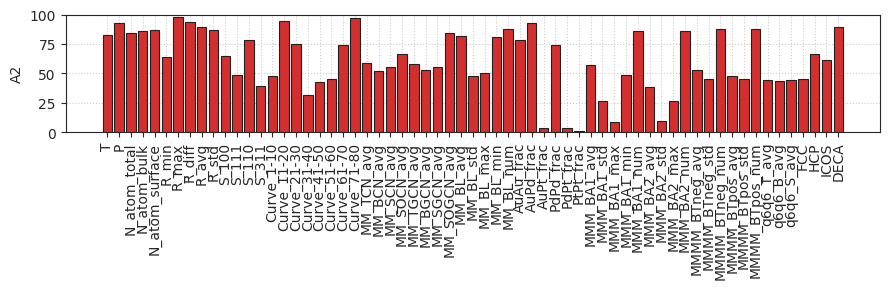 A2
100
75
50
25
0
T
P
N_atom_total
N_atom_bulk
N_atom_surface
R_min
R_max
R_diff
R_avg
R_std
S_100
S_111
S_110
S_311
Curve_1-10
Curve_11-20
Curve_21-30
Curve_31-40
Curve_41-50
Curve_51-60
Curve_61-70
Curve_71-80
MM_TCN_avg
MM_BCN_avg
MM_SCN_avg
MM_SOCN_avg
MM_TGCN_avg
MM_BGCN_avg
MM_SGCN_avg
MM_SOGCN_avg
MM_BL_avg
MM_BL_std
MM_BL_max
MM_BL_min
MM_BL_num
AuAu_frac
AuPd_frac
AuPt_frac
PdPd_frac
PdPt_frac
PtPt_frac
MMM_BA1_avg
MMM_BA1_std
MMM_BA1_max
MMM_BA1_min
MMM_BA1_num
MMM_BA2_avg
MMM_BA2_std
MMM_BA2_max
MMM_BA2_num
MMMM_BTneg_avg
MMMM_BTneg_std
MMMM_BTneg_num
MMMM_BTpos_avg
MMMM_BTpos_std
MMMM_BTpos_num
q6q6_T_avg
q6q6_B_avg
q6q6_S_avg
FCC
HCP
ICOS
DECA